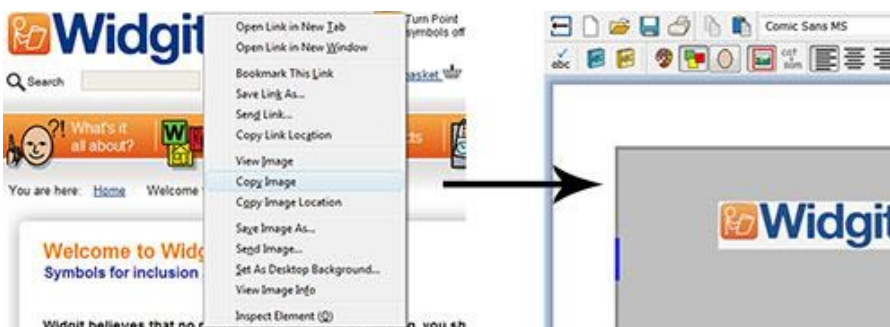 Widgit
Turn Point
symbols off
Search
basket
?!
What's it
all about?
W
You are here: Home Welcome
Welcome to Widg
Symbols for inclusion
Widgit believes that no
Open Link in New Tab
Open Link in New Window
Bookmark This Link
Save Link As...
Send Link...
Copy Link Location
View Image
Copy Image
Copy Image Location
Save Image As...
Send Image...
Set As Desktop Background...
View Image Info
Inspect Element (Q)
you sh
Comic Sans MS
abc
cat
Widgit